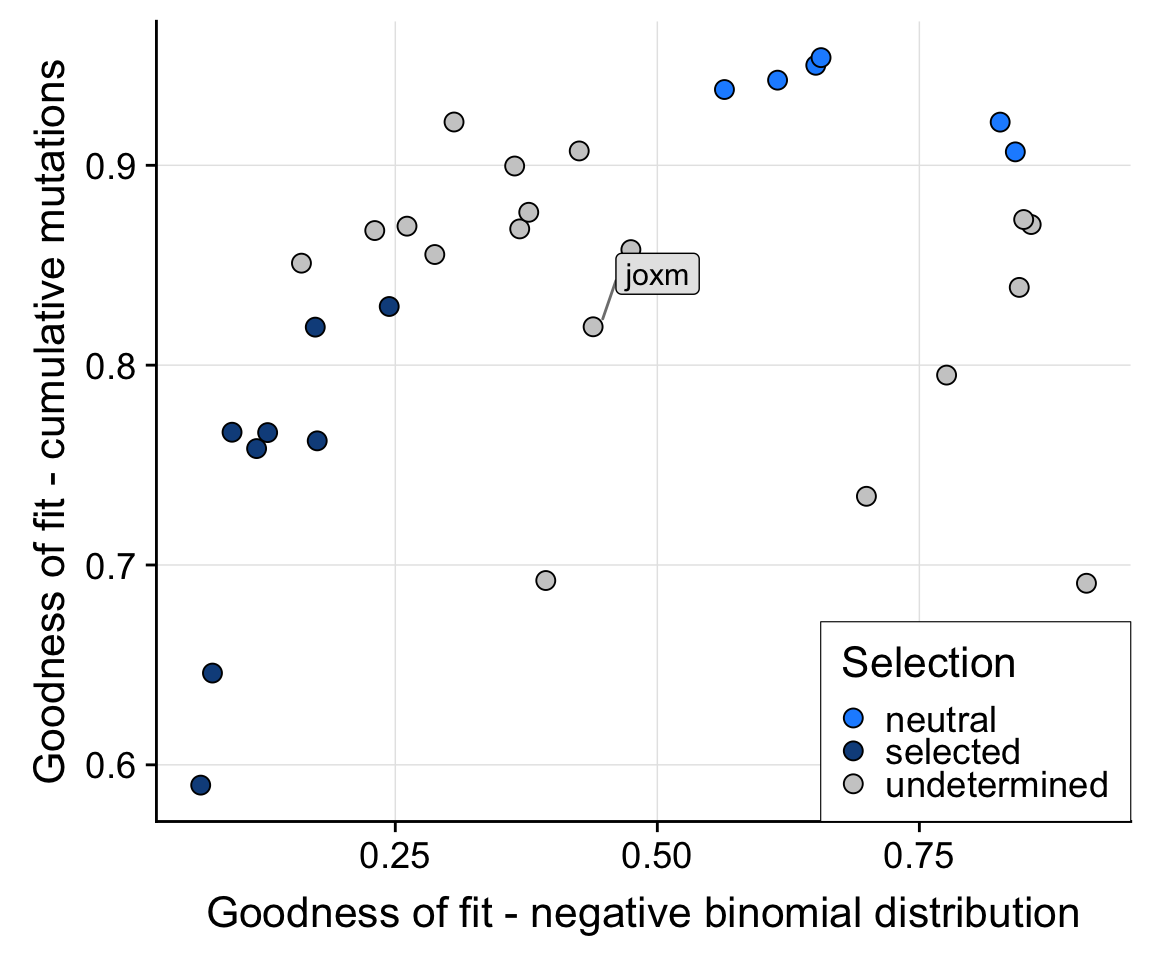 Goodness of fit - cumulative mutations
0.9
0.8
0.7
0.6
joxm
Selection
neutral
selected
undetermined
0.25
0.50
0.75
Goodness of fit - negative binomial distribution